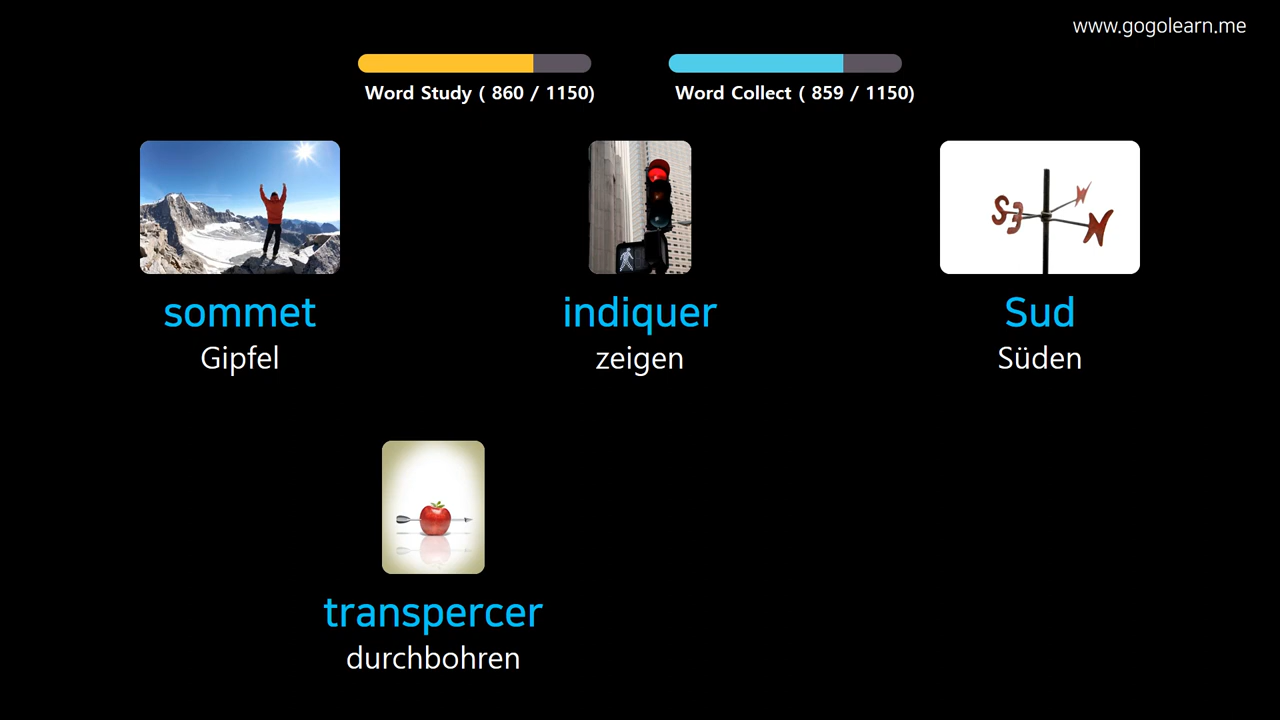 www.gogolearn.me
Word Study ( 860 / 1150)
Word Collect ( 859 / 1150)
sommet
Gipfel
indiquer
zeigen
Sud
Süden
transpercer
durchbohren